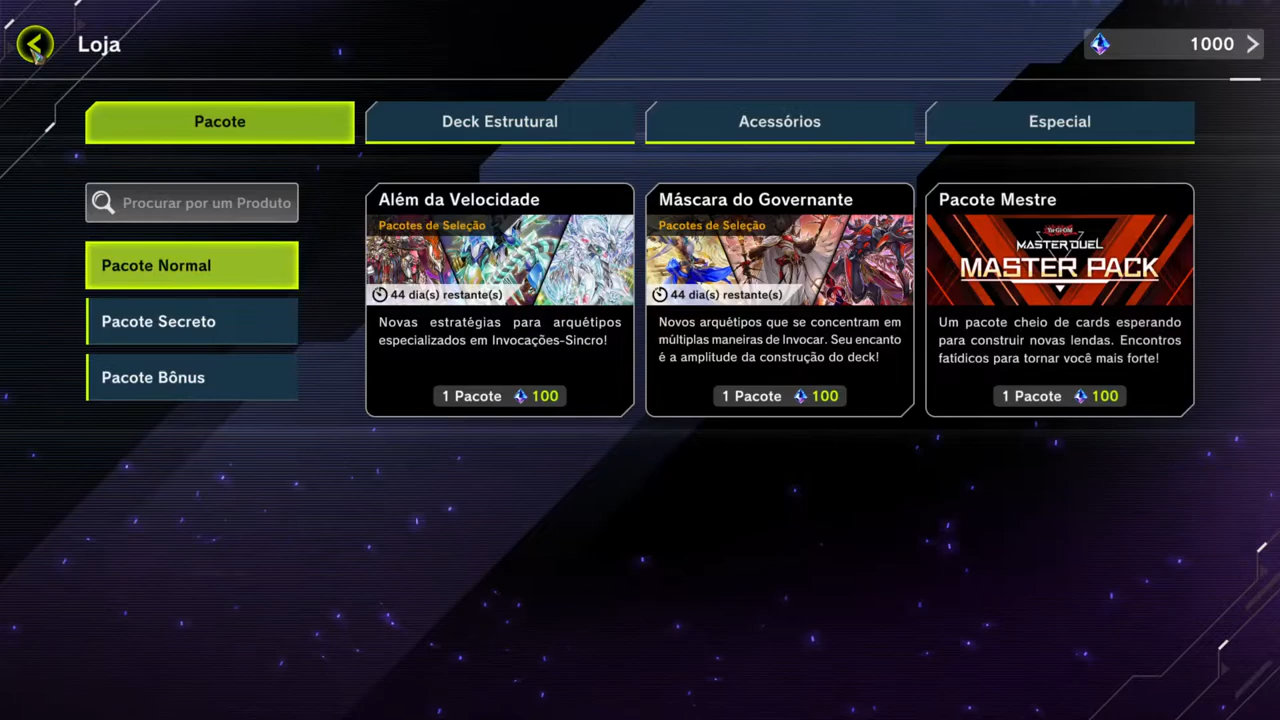 Loja
1000
Pacote
Deck Estrutural
Acessórios
Especial
Procurar por um Produto
Pacote Normal
Pacote Secreto
Pacote Bônus
Além da Velocidade
Pacotes de Seleção
44 dia(s) restante(s)
Novas estratégias para arquétipos
especializados em Invocações-Sincro!
1 Pacote 100
Máscara do Governante
Pacotes de Seleção
44 dia(s) restante(s)
Novos arquétipos que se concentram em
múltiplas maneiras de Invocar. Seu encanto
é a amplitude da construção do deck!
1 Pacote 100
Pacote Mestre
Yu-Gi-Oh!
MASTER DUEL
MASTER PACK
Um pacote cheio de cards esperando
para construir novas lendas. Encontros
fatídicos para tornar você mais forte!
1 Pacote 100